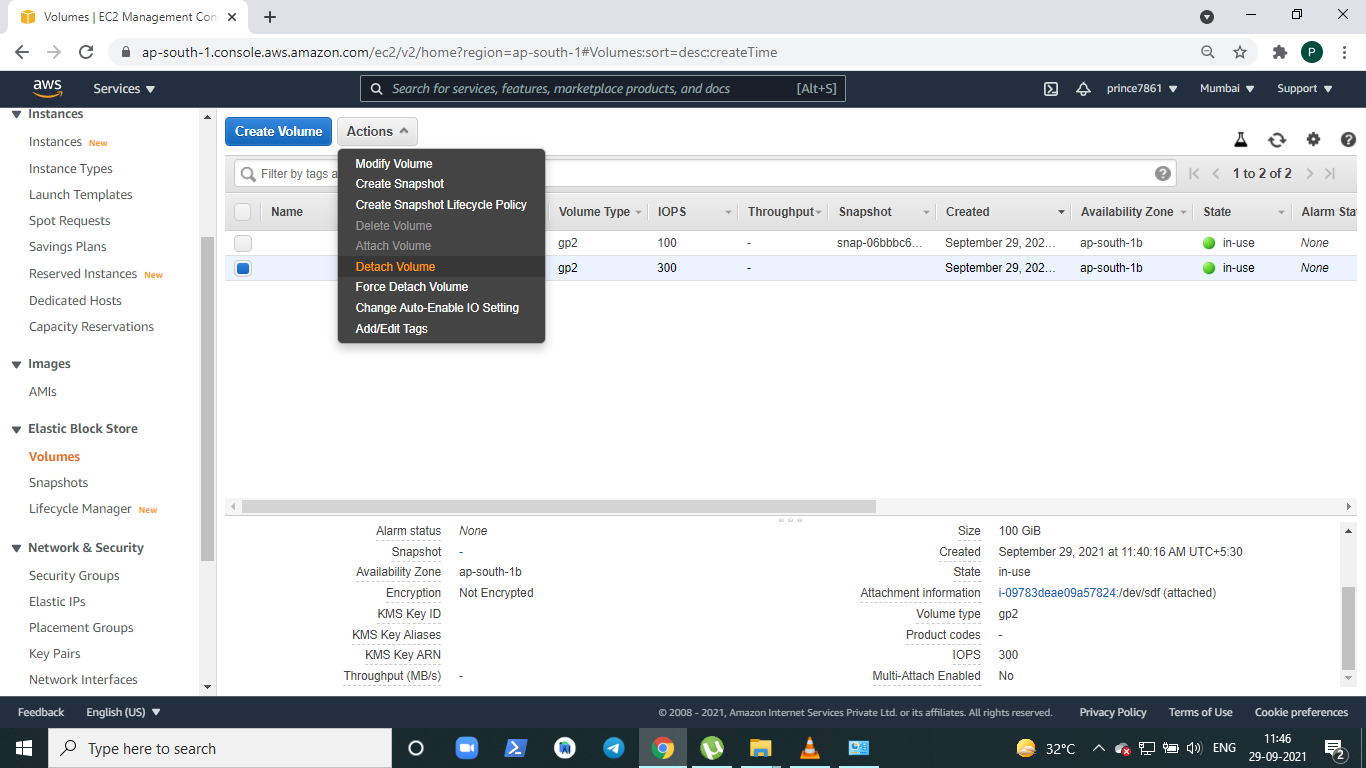 Volumes | EC2 Management Con
ap-south-1.console.aws.amazon.com/ec2/v2/home?region=ap-south-1#Volumes:sort=desc:createTime
P
aws Services Search for services, features, marketplace products, and docs [Alt+S] prince7861 Mumbai Support
Instances
Instances New
Instance Types
Launch Templates
Spot Requests
Savings Plans
Reserved Instances New
Dedicated Hosts
Capacity Reservations
Images
AMIs
Elastic Block Store
Volumes
Snapshots
Lifecycle Manager New
Network & Security
Security Groups
Elastic IPs
Placement Groups
Key Pairs
Network Interfaces
Create Volume Actions
Modify Volume
Create Snapshot
Create Snapshot Lifecycle Policy
Delete Volume
Attach Volume
Detach Volume
Force Detach Volume
Change Auto-Enable IO Setting
Add/Edit Tags
Filter by tags a
1 to 2 of 2
Name Volume Type IOPS Throughput Snapshot Created Availability Zone State Alarm Sta
gp2 100 - snap-06bbbc6... September 29, 202... ap-south-1b in-use None
gp2 300 - September 29, 202... ap-south-1b in-use None
Alarm status None Size 100 GiB
Snapshot - Created September 29, 2021 at 11:40:16 AM UTC+5:30
Availability Zone ap-south-1b State in-use
Encryption Not Encrypted Attachment information i-09783deae09a57824:/dev/sdf (attached)
KMS Key ID Volume type gp2
KMS Key Aliases Product codes -
KMS Key ARN IOPS 300
Throughput (MB/s) - Multi-Attach Enabled No
Feedback English (US) © 2008 - 2021, Amazon Internet Services Private Ltd. or its affiliates. All rights reserved. Privacy Policy Terms of Use Cookie preferences
Type here to search 32°C ENG 11:46
29-09-2021 2